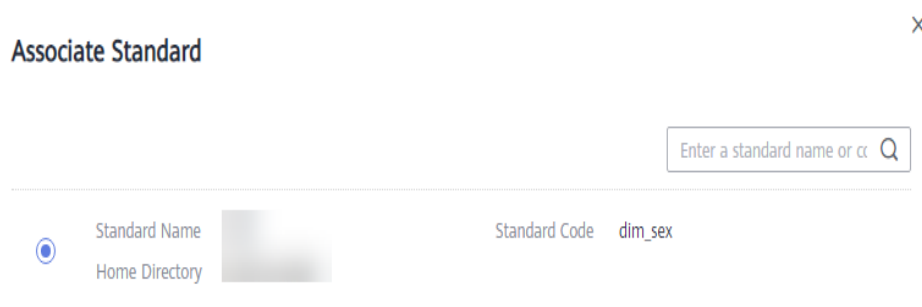 Associate Standard
Enter a standard name or cc
Standard Name Standard Code dim_sex
Home Directory